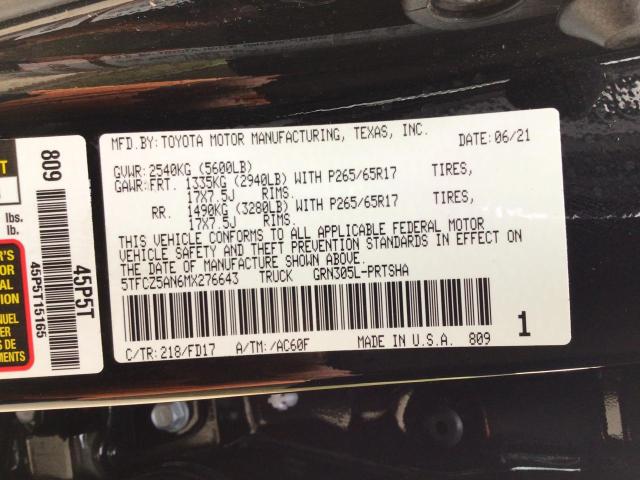 MFD.BY:TOYOTA MOTOR MANUFACTURING, TEXAS, INC. DATE: 06/21
GVWR:2540KG (5600LB)
GAWR:FRT. 1335KG (2940LB) WITH P265/65R17 TIRES,
17X7.5J RIMS.
RR. 1490KG (3280LB) WITH P265/65R17 TIRES,
17X7.5J RIMS.
THIS VEHICLE CONFORMS TO ALL APPLICABLE FEDERAL MOTOR
VEHICLE SAFETY AND THEFT PREVENTION STANDARDS IN EFFECT ON
THE DATE OF MANUFACTURE SHOWN ABOVE.
5TFCZ5AN6MX276643 TRUCK GRN305L-PRTSHA
C/TR: 218/FD17 A/TM: /AC60F MADE IN U.S.A. 809
1
809
lbs.
lb.
45P5T
45P5T15165